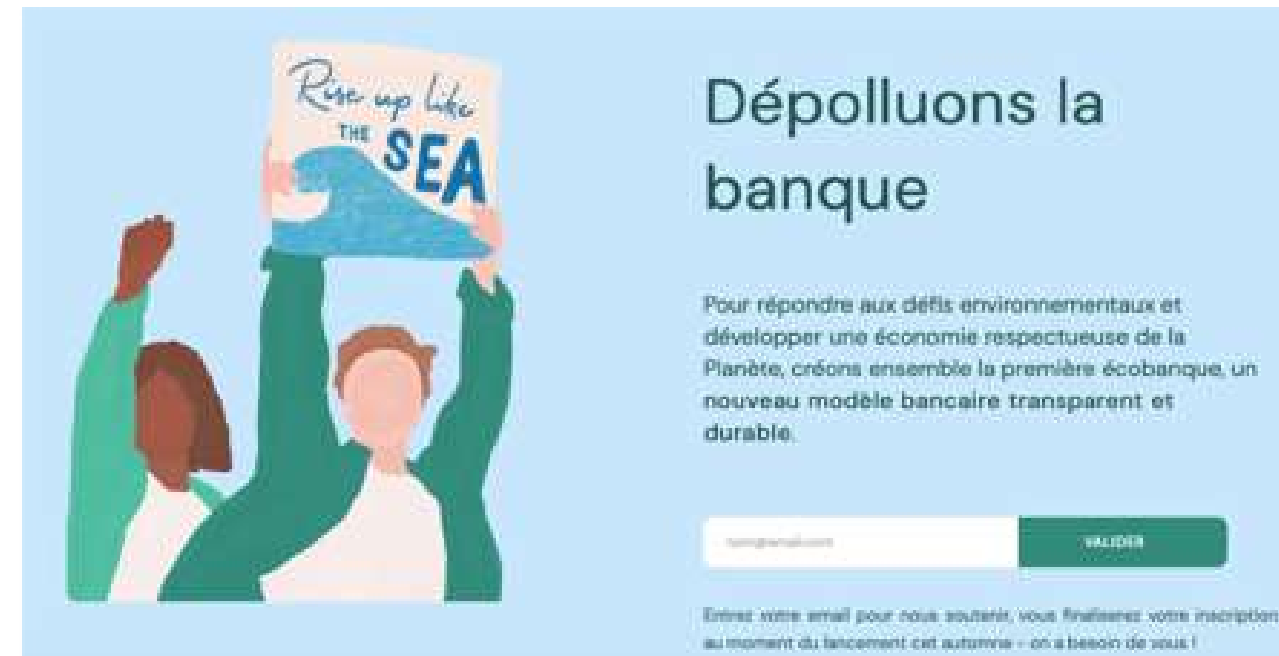 Rise up like
THE SEA
Dépolluons la
banque
Pour répondre aux défis environnementaux et
développer une économie respectueuse de la
Planète, créons ensemble la première écobanque, un
nouveau modèle bancaire transparent et
durable.
VALIDER
Entrez votre email pour nous soutenir, vous finaliserez votre inscription
au moment du lancement cet automne - on a besoin de vous !